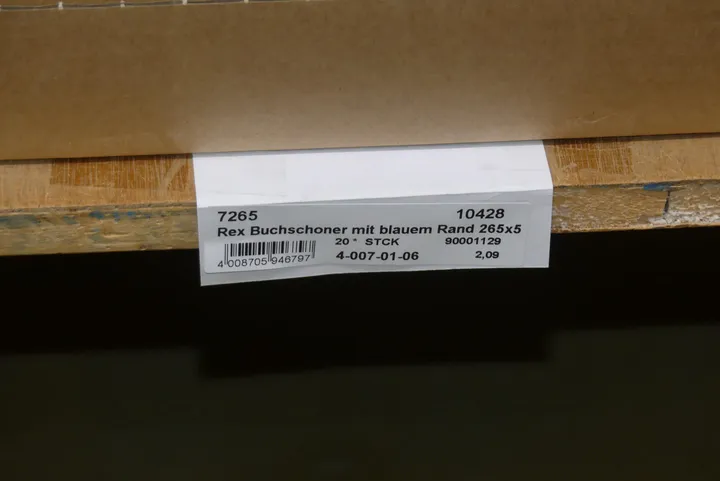 7265 10428
Rex Buchschoner mit blauem Rand 265x5
20 * STCK 90001129
4 008705 946797 4-007-01-06 2,09